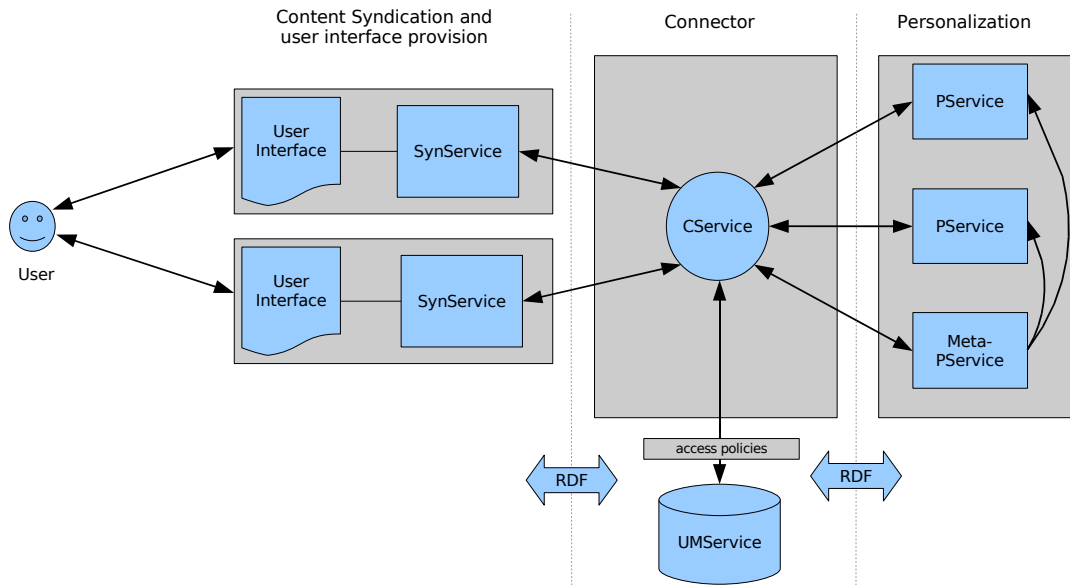 Content Syndication and
user interface provision
Connector
Personalization
User
Interface
SynService
PService
CService
PService
User
User
Interface
SynService
Meta-
PService
access policies
RDF
RDF
UMService